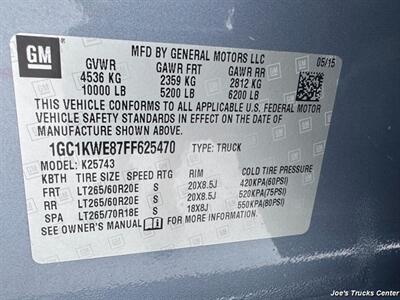 GM
MFD BY GENERAL MOTORS LLC
05/15
GVWR GAWR FRT GAWR RR
4536 KG 2359 KG 2812 KG
10000 LB 5200 LB 6200 LB
THIS VEHICLE CONFORMS TO ALL APPLICABLE U.S. FEDERAL MOTOR
VEHICLE SAFETY STANDARDS IN EFFECT ON THE DATE OF
MANUFACTURE SHOWN ABOVE.
1GC1KWE87FF625470 TYPE: TRUCK
MODEL: K25743
KBTH TIRE SIZE SPEED RTG RIM COLD TIRE PRESSURE
FRT LT265/60R20E S 20X8.5J 420KPA(60PSI)
RR LT265/60R20E S 20X8.5J 520KPA(75PSI)
SPA LT265/70R18E S 18X8J 550KPA(80PSI)
SEE OWNER'S MANUAL FOR MORE INFORMATION.
Joe's Trucks Center